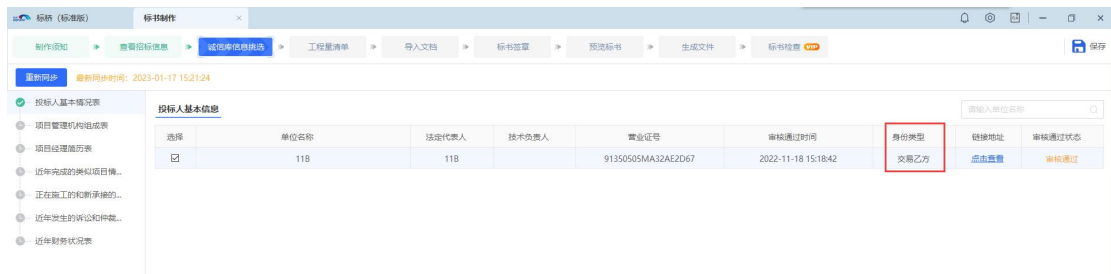 标桥（标准版） 标书制作 ×
制作须知 查看招标信息 诚信库信息挑选 工程量清单 导入文档 标书签章 预览标书 生成文件 标书检查 VIP 保存
重新同步 最新同步时间：2023-01-17 15:21:24
投标人基本情况表
项目管理机构组成表
项目经理简历表
近年完成的类似项目情...
正在施工的和新承接的...
近年发生的诉讼和仲裁...
近年财务状况表
投标人基本信息 请输入单位名称
选择 单位名称 法定代表人 技术负责人 营业证号 审核通过时间 身份类型 链接地址 审核通过状态
11B 11B 91350505MA32AE2D67 2022-11-18 15:18:42 交易乙方 点击查看 审核通过